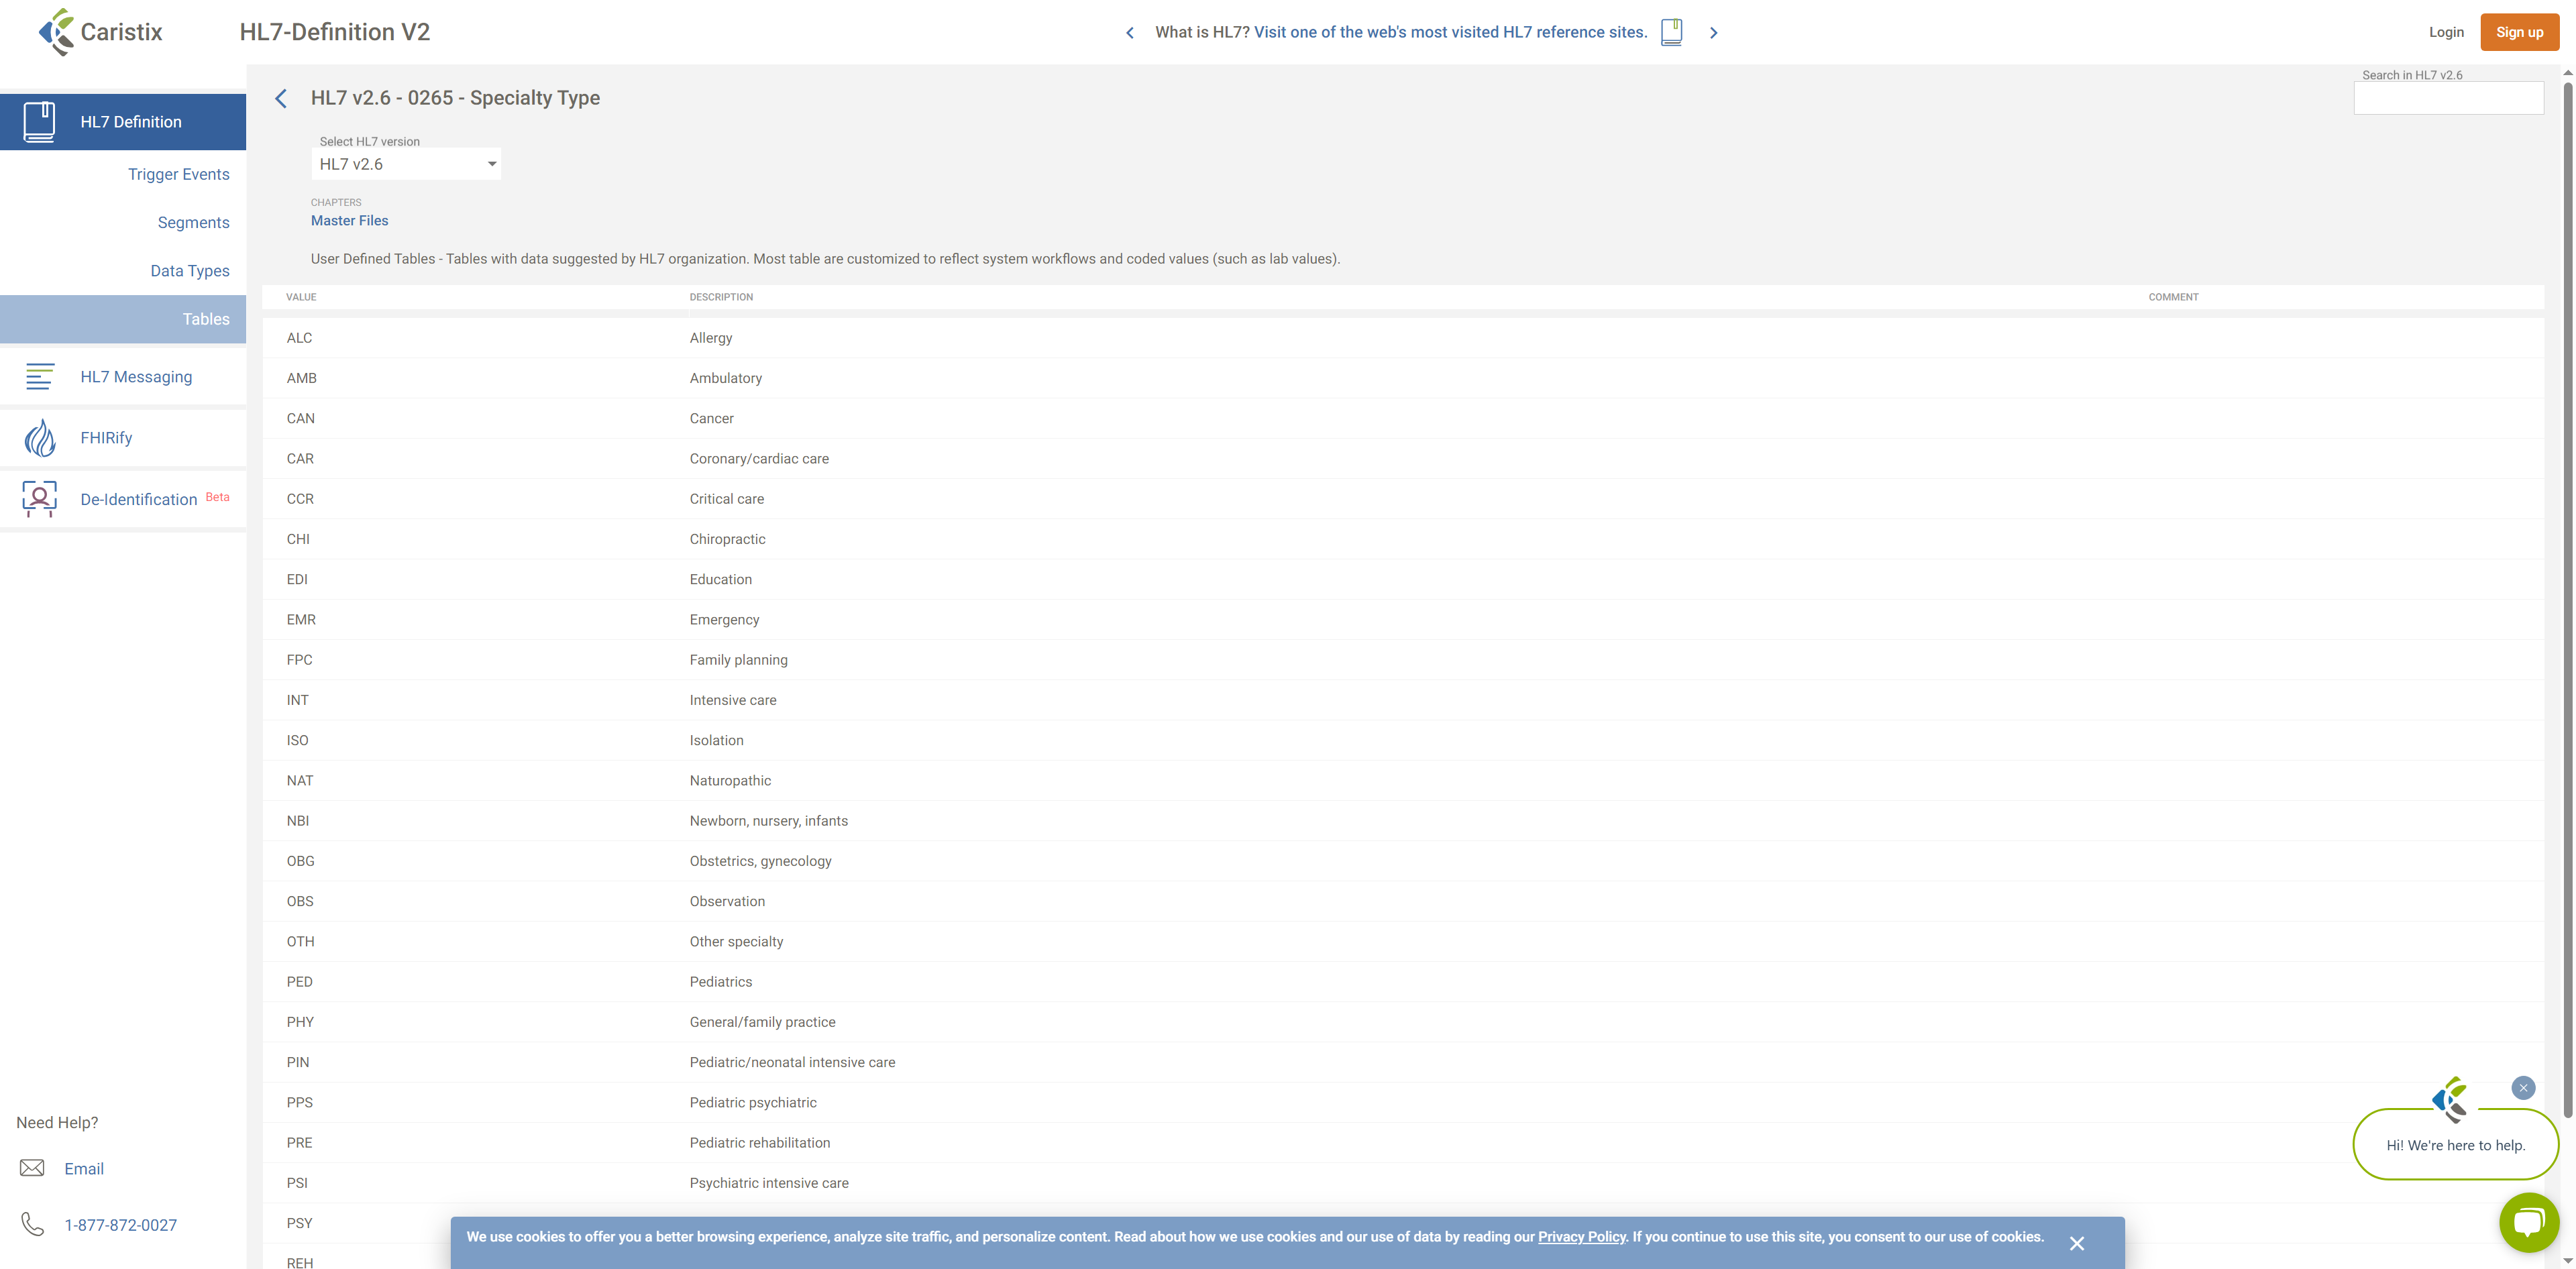 Caristix
HL7-Definition V2
What is HL7? Visit one of the web's most visited HL7 reference sites.
Login
Sign up
HL7 Definition
Trigger Events
Segments
Data Types
Tables
HL7 Messaging
FHIRify
De-Identification Beta
Need Help?
Email
1-877-872-0027
HL7 v2.6 - 0265 - Specialty Type
Search in HL7 v2.6
Select HL7 version
HL7 v2.6
CHAPTERS
Master Files
User Defined Tables - Tables with data suggested by HL7 organization. Most table are customized to reflect system workflows and coded values (such as lab values).
VALUE DESCRIPTION COMMENT
ALC Allergy
AMB Ambulatory
CAN Cancer
CAR Coronary/cardiac care
CCR Critical care
CHI Chiropractic
EDI Education
EMR Emergency
FPC Family planning
INT Intensive care
ISO Isolation
NAT Naturopathic
NBI Newborn, nursery, infants
OBG Obstetrics, gynecology
OBS Observation
OTH Other specialty
PED Pediatrics
PHY General/family practice
PIN Pediatric/neonatal intensive care
PPS Pediatric psychiatric
PRE Pediatric rehabilitation
PSI Psychiatric intensive care
PSY
REH
Hi! We're here to help.
We use cookies to offer you a better browsing experience, analyze site traffic, and personalize content. Read about how we use cookies and our use of data by reading our Privacy Policy. If you continue to use this site, you consent to our use of cookies.